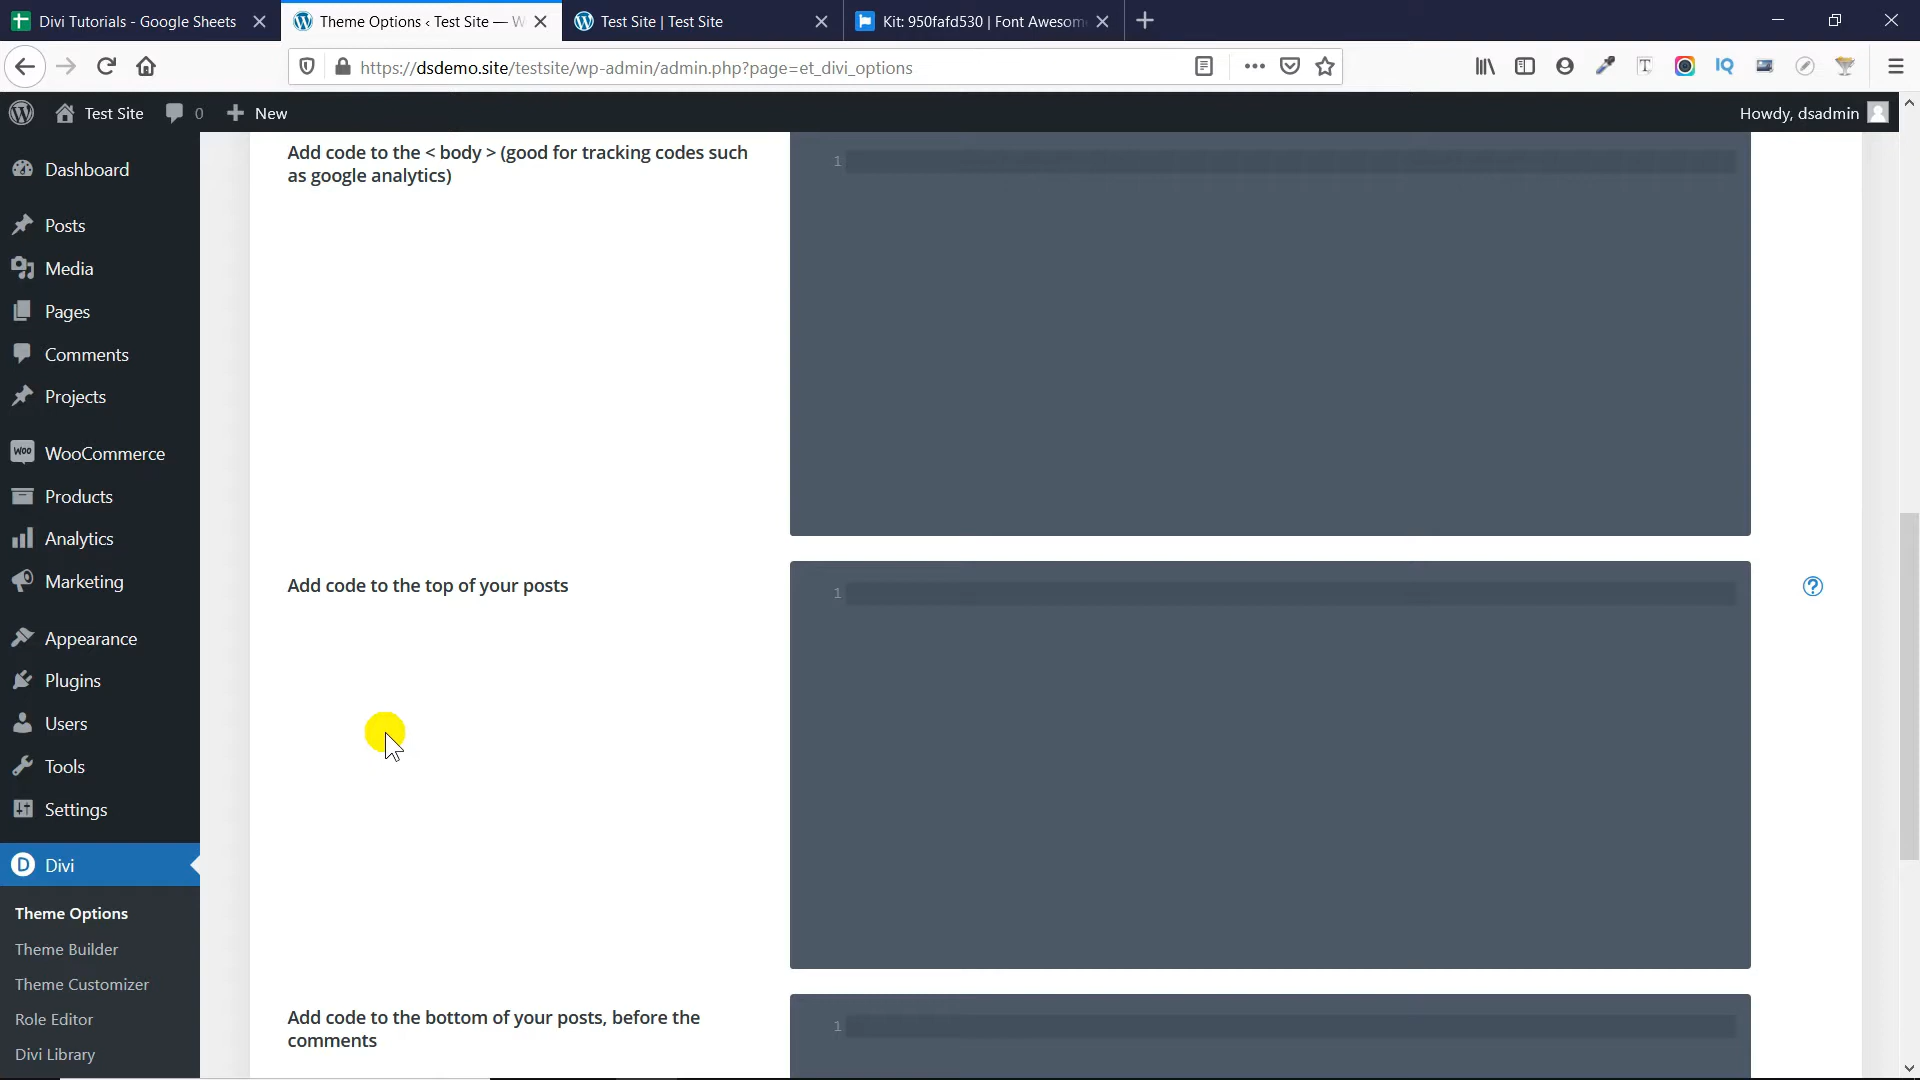 Divi Tutorials - Google Sheets
Theme Options ‹ Test Site — W
Test Site | Test Site
Kit: 950fafd530 | Font Awesom
https://dsdemo.site/testsite/wp-admin/admin.php?page=et_divi_options
Test Site
0
New
Howdy, dsadmin
Dashboard
Posts
Media
Pages
Comments
Projects
WooCommerce
Products
Analytics
Marketing
Appearance
Plugins
Users
Tools
Settings
Divi
Theme Options
Theme Builder
Theme Customizer
Role Editor
Divi Library
Add code to the < body > (good for tracking codes such
as google analytics)
1
Add code to the top of your posts
1
Add code to the bottom of your posts, before the
comments
1